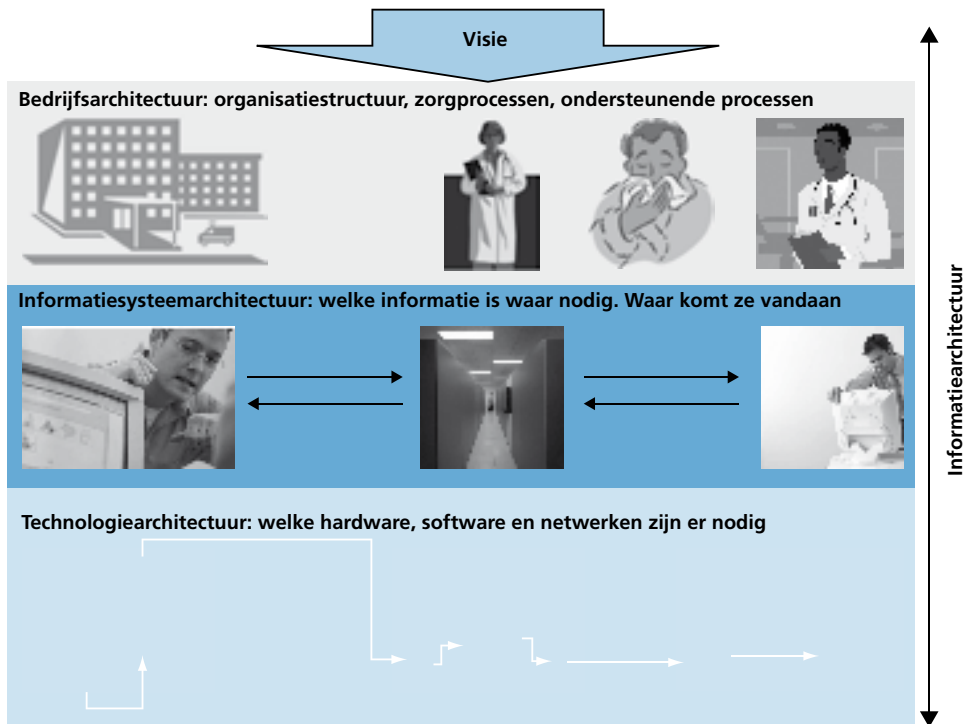 Visie
Bedrijfsarchitectuur: organisatiestructuur, zorgprocessen, ondersteunende processen
Informatiesysteemarchitectuur: welke informatie is waar nodig. Waar komt ze vandaan
Technologiearchitectuur: welke hardware, software en netwerken zijn er nodig
Informatiearchitectuur